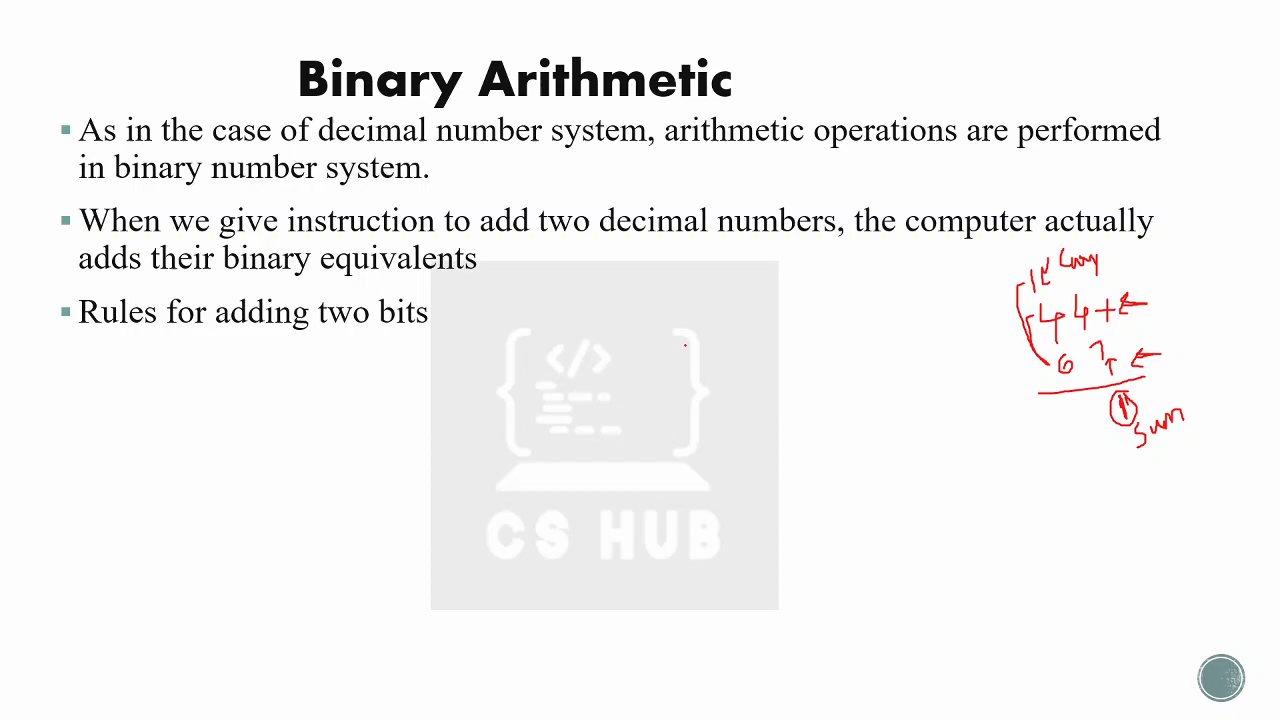 Binary Arithmetic
▪ As in the case of decimal number system, arithmetic operations are performed
in binary number system.
▪ When we give instruction to add two decimal numbers, the computer actually
adds their binary equivalents
▪ Rules for adding two bits
</>
CS HUB
1 Carry
4 4 +
6 7
1
Sum